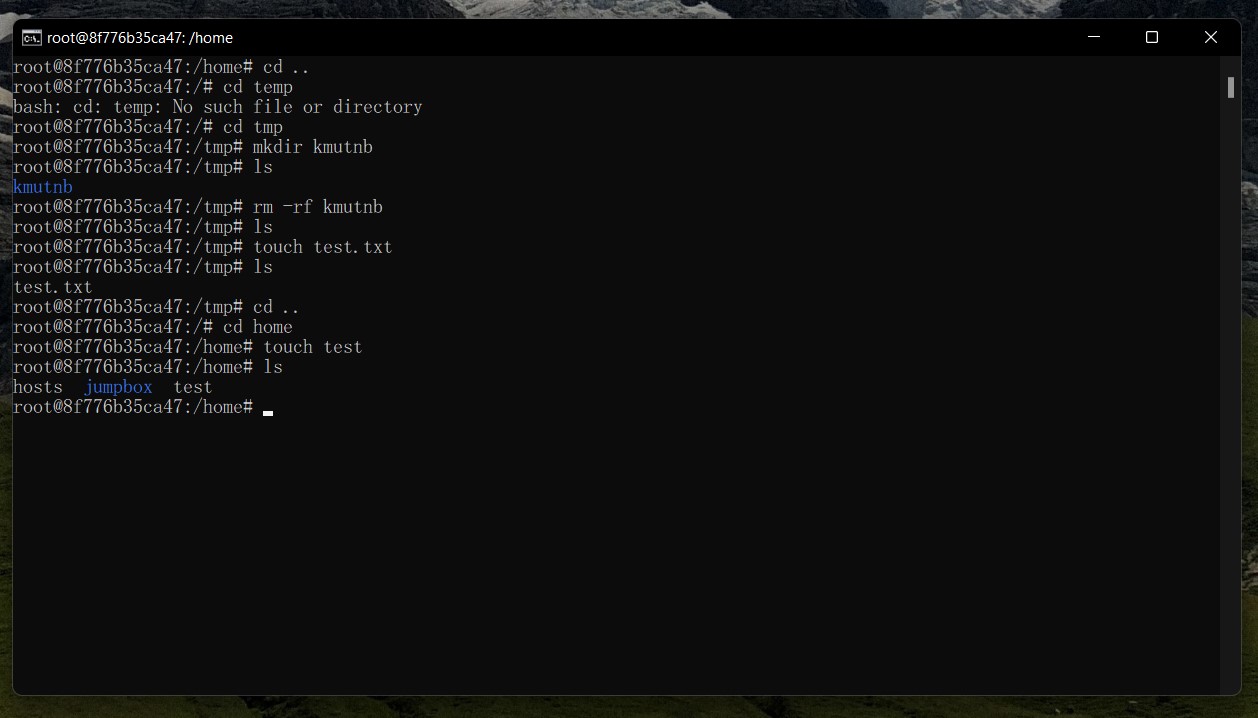 root@8f776b35ca47: /home
root@8f776b35ca47:/home# cd ..
root@8f776b35ca47:/# cd temp
bash: cd: temp: No such file or directory
root@8f776b35ca47:/# cd tmp
root@8f776b35ca47:/tmp# mkdir kmutnb
root@8f776b35ca47:/tmp# ls
kmutnb
root@8f776b35ca47:/tmp# rm -rf kmutnb
root@8f776b35ca47:/tmp# ls
root@8f776b35ca47:/tmp# touch test.txt
root@8f776b35ca47:/tmp# ls
test.txt
root@8f776b35ca47:/tmp# cd ..
root@8f776b35ca47:/# cd home
root@8f776b35ca47:/home# touch test
root@8f776b35ca47:/home# ls
hosts  jumpbox  test
root@8f776b35ca47:/home#